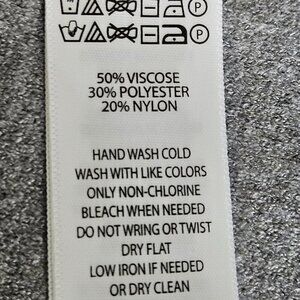 50% VISCOSE
30% POLYESTER
20% NYLON
HAND WASH COLD
WASH WITH LIKE COLORS
ONLY NON-CHLORINE
BLEACH WHEN NEEDED
DO NOT WRING OR TWIST
DRY FLAT
LOW IRON IF NEEDED
OR DRY CLEAN